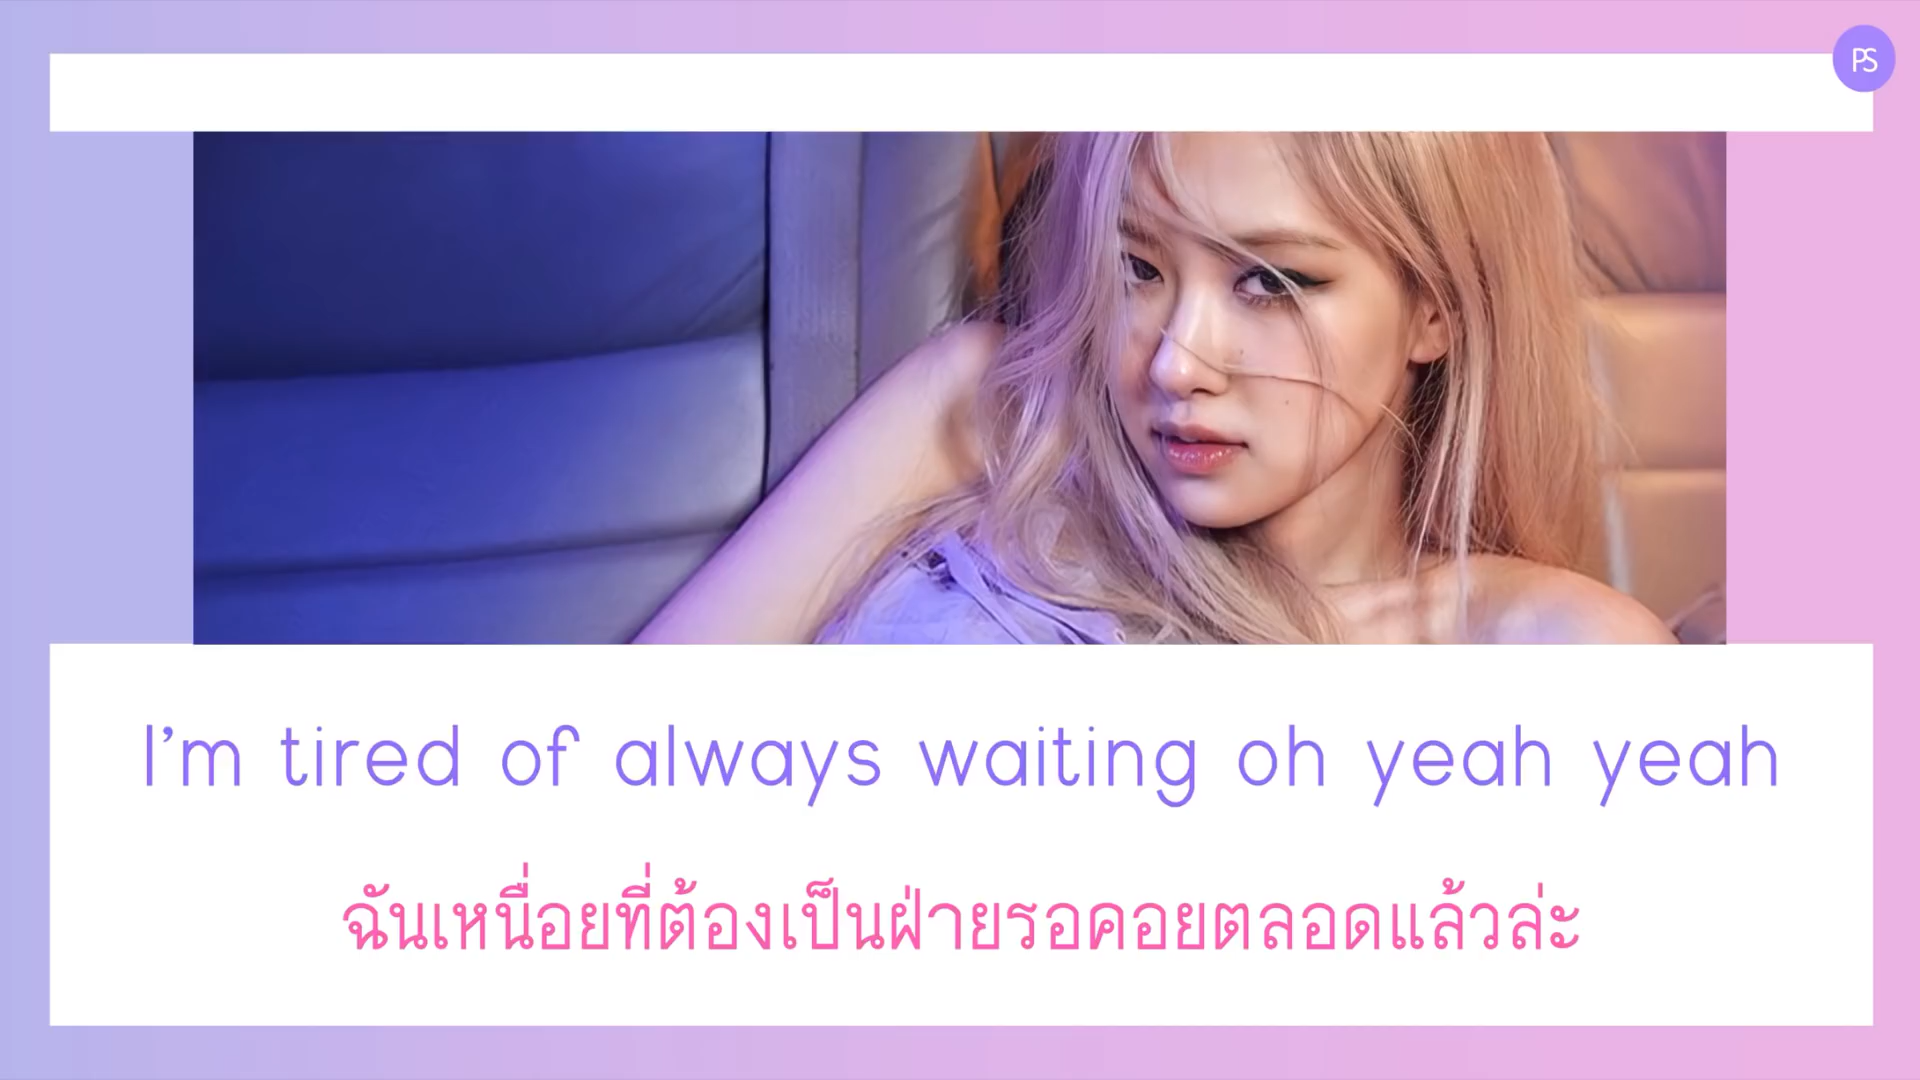 PS
I'm tired of always waiting oh yeah yeah
ฉันเหนื่อยที่ต้องเป็นฝ่ายรอคอยตลอดแล้วล่ะ